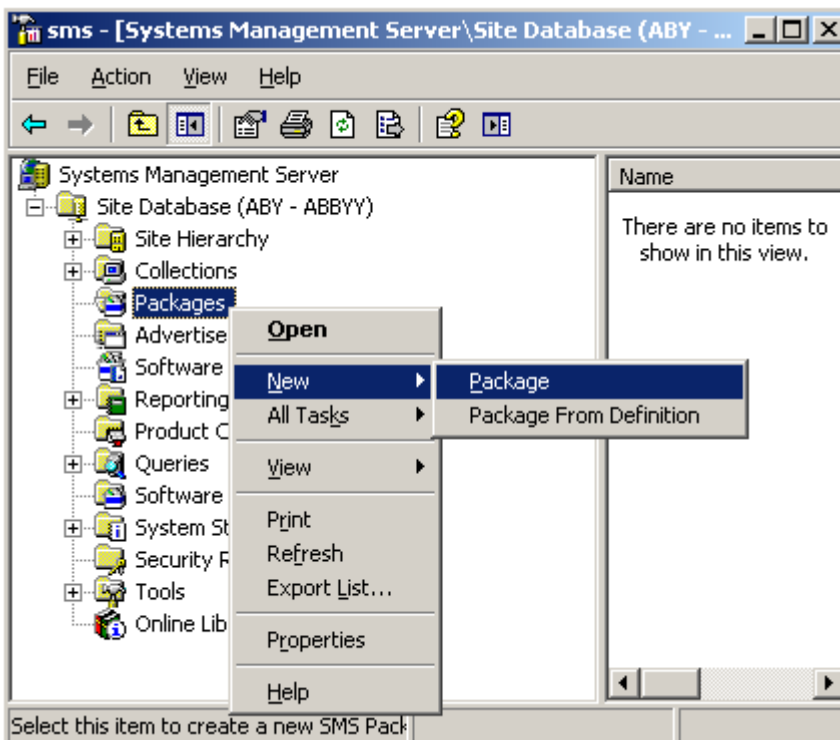 sms - [Systems Management Server\Site Database (ABY - ...
File Action View Help
Systems Management Server
Site Database (ABY - ABBYY)
Site Hierarchy
Collections
Packages
Advertise
Software
Reporting
Product C
Queries
Software
System St
Security R
Tools
Online Lib
Open
New
All Tasks
View
Print
Refresh
Export List...
Properties
Help
Package
Package From Definition
Name
There are no items to
show in this view.
Select this item to create a new SMS Pack